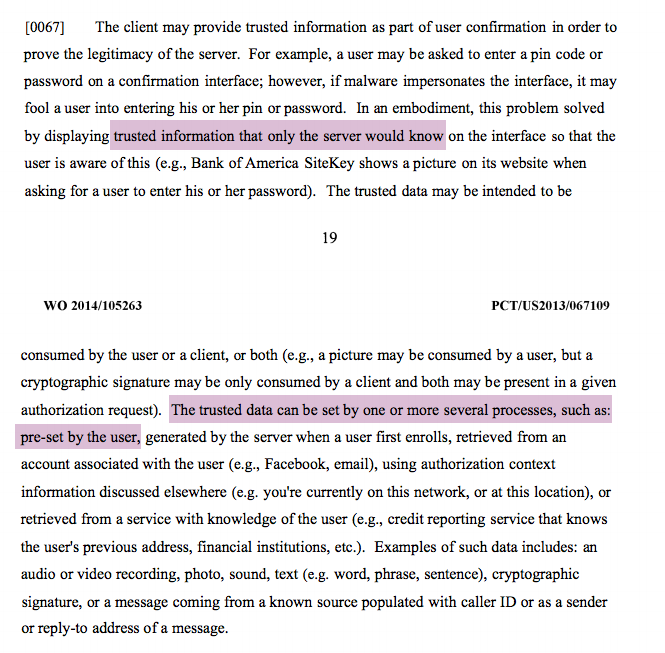 [0067] The client may provide trusted information as part of user confirmation in order to
prove the legitimacy of the server. For example, a user may be asked to enter a pin code or
password on a confirmation interface; however, if malware impersonates the interface, it may
fool a user into entering his or her pin or password. In an embodiment, this problem solved
by displaying trusted information that only the server would know on the interface so that the
user is aware of this (e.g., Bank of America SiteKey shows a picture on its website when
asking for a user to enter his or her password). The trusted data may be intended to be
19
WO 2014/105263 PCT/US2013/067109
consumed by the user or a client, or both (e.g., a picture may be consumed by a user, but a
cryptographic signature may be only consumed by a client and both may be present in a given
authorization request). The trusted data can be set by one or more several processes, such as:
pre-set by the user, generated by the server when a user first enrolls, retrieved from an
account associated with the user (e.g., Facebook, email), using authorization context
information discussed elsewhere (e.g. you're currently on this network, or at this location), or
retrieved from a service with knowledge of the user (e.g., credit reporting service that knows
the user's previous address, financial institutions, etc.). Examples of such data includes: an
audio or video recording, photo, sound, text (e.g. word, phrase, sentence), cryptographic
signature, or a message coming from a known source populated with caller ID or as a sender
or reply-to address of a message.